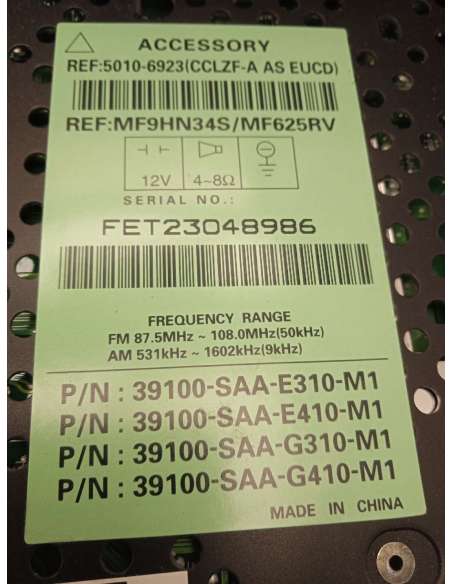 ACCESSORY
REF:5010-6923(CCLZF-A AS EUCD)
REF:MF9HN34S/MF625RV
12V 4~8Ω
SERIAL NO.:
FET23048986
FREQUENCY RANGE
FM 87.5MHz ~ 108.0MHz(50kHz)
AM 531kHz ~ 1602kHz(9kHz)
P/N : 39100-SAA-E310-M1
P/N : 39100-SAA-E410-M1
P/N : 39100-SAA-G310-M1
P/N : 39100-SAA-G410-M1
MADE IN CHINA